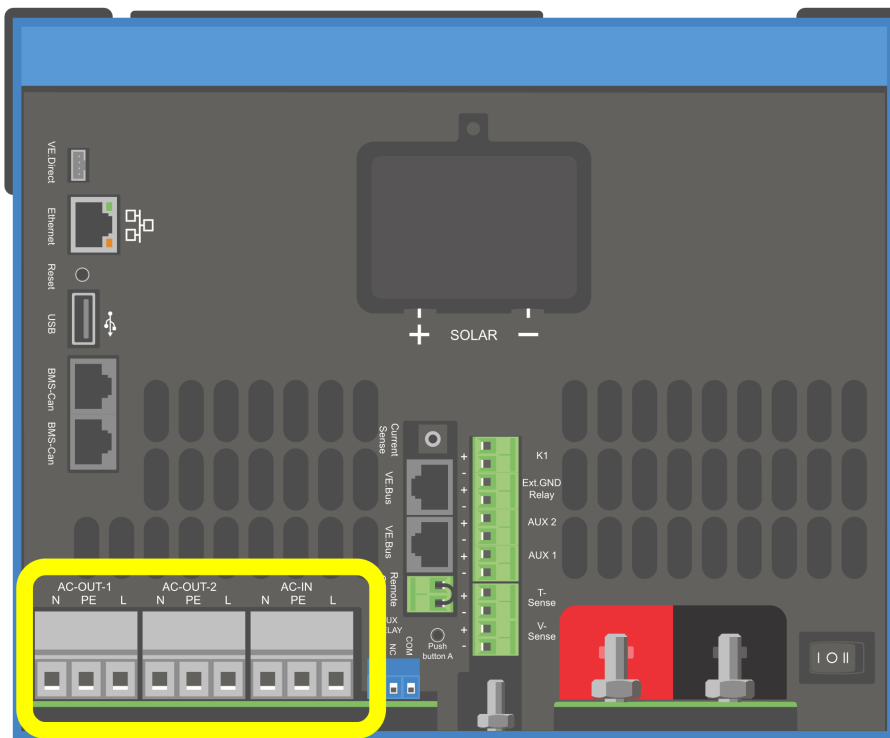 VE.Direct
Ethernet
Reset
USB
BMS-Can
BMS-Can
+ SOLAR −
Current
Sense
VE.Bus
VE.Bus
Remote
NC
COM
Push
button A
+
-
+
-
+
-
+
-
+
-
+
-
K1
Ext.GND
Relay
AUX 2
AUX 1
T-
Sense
V-
Sense
AC-OUT-1
N PE L
AC-OUT-2
N PE L
AC-IN
N PE L
I O II